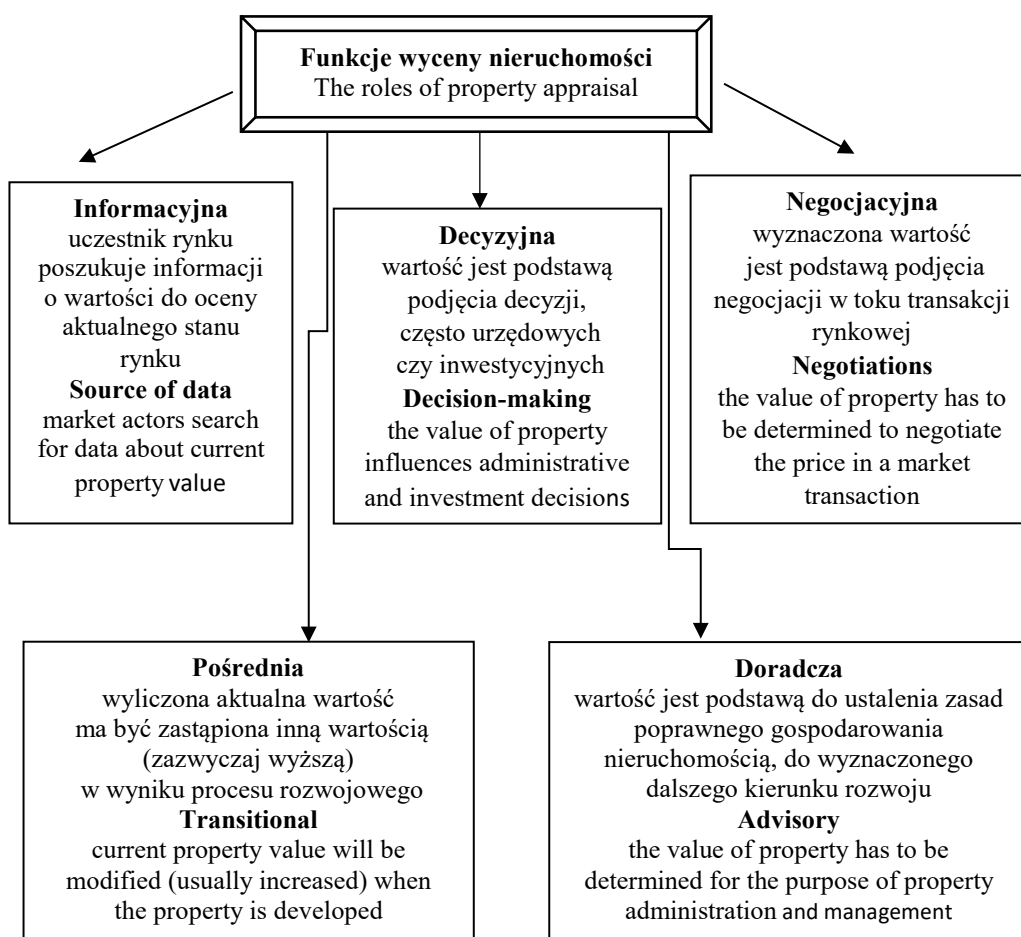 Funkcje wyceny nieruchomości
The roles of property appraisal
Informacyjna
uczestnik rynku
poszukuje informacji
o wartości do oceny
aktualnego stanu
rynku
Source of data
market actors search
for data about current
property value
Decyzyjna
wartość jest podstawą
podjęcia decyzji,
często urzędowych
czy inwestycyjnych
Decision-making
the value of property
influences administrative
and investment decisions
Negocjacyjna
wyznaczona wartość
jest podstawą podjęcia
negocjacji w toku transakcji
rynkowej
Negotiations
the value of property has to
be determined to negotiate
the price in a market
transaction
Pośrednia
wyliczona aktualna wartość
ma być zastąpiona inną wartością
(zazwyczaj wyższą)
w wyniku procesu rozwojowego
Transitional
current property value will be
modified (usually increased) when
the property is developed
Doradcza
wartość jest podstawą do ustalenia zasad
poprawnego gospodarowania
nieruchomością, do wyznaczonego
dalszego kierunku rozwoju
Advisory
the value of property has to be
determined for the purpose of property
administration and management